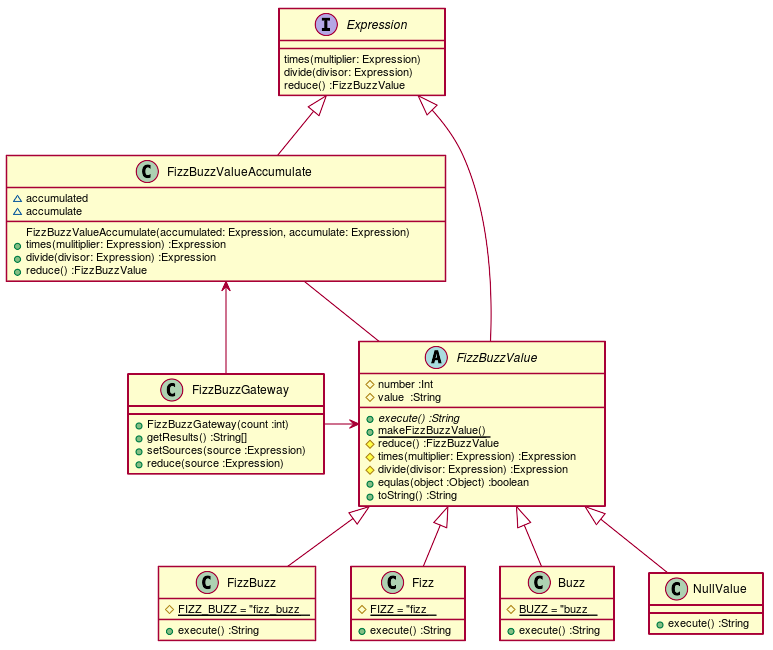 I Expression
times(multiplier: Expression)
divide(divisor: Expression)
reduce() :FizzBuzzValue
C FizzBuzzValueAccumulate
accumulated
accumulate
FizzBuzzValueAccumulate(accumulated: Expression, accumulate: Expression)
times(mulitiplier: Expression) :Expression
divide(divisor: Expression) :Expression
reduce() :FizzBuzzValue
C FizzBuzzGateway
FizzBuzzGateway(count :int)
getResults() :String[]
setSources(source :Expression)
reduce(source :Expression)
A FizzBuzzValue
number :Int
value :String
execute() :String
makeFizzBuzzValue()
reduce() :FizzBuzzValue
times(multiplier: Expression) :Expression
divide(divisor: Expression) :Expression
equlas(object :Object) :boolean
toString() :String
C FizzBuzz
FIZZ_BUZZ = "fizz_buzz
execute() :String
C Fizz
FIZZ = "fizz
execute() :String
C Buzz
BUZZ = "buzz
execute() :String
C NullValue
execute() :String